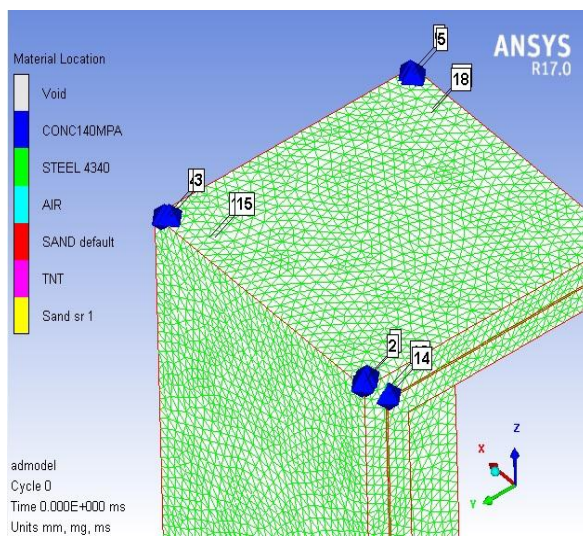 ANSYS
R17.0
Material Location
Void
CONC140MPA
STEEL 4340
AIR
SAND default
TNT
Sand sr 1
5
18
3
15
2
14
Z
X
Y
admodel
Cycle 0
Time 0.000E+000 ms
Units mm, mg, ms